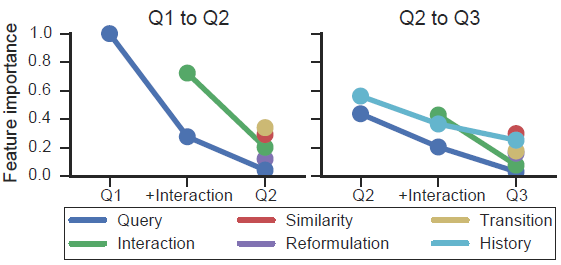 Q1 to Q2
Q2 to Q3
Feature importance
1.0
0.8
0.6
0.4
0.2
0.0
Q1 +Interaction Q2
Q2 +Interaction Q3
Query Similarity Transition
Interaction Reformulation History